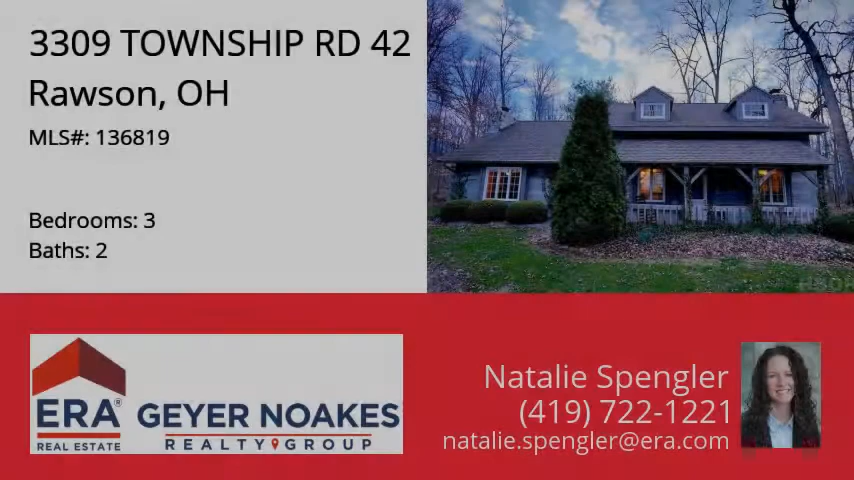 3309 TOWNSHIP RD 42
Rawson, OH
MLS#: 136819
Bedrooms: 3
Baths: 2
ERA®
REAL ESTATE
GEYER NOAKES
REALTY GROUP
Natalie Spengler
(419) 722-1221
natalie.spengler@era.com